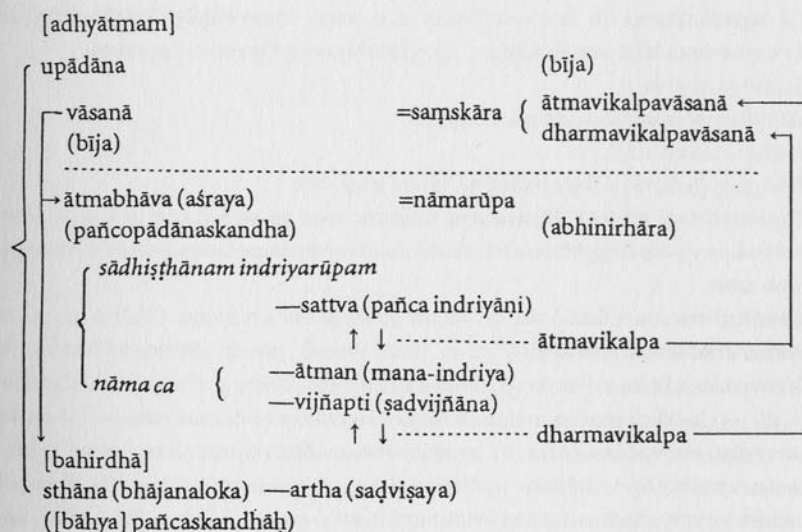 [adhyātmam]
upādāna (bīja)
vāsanā =saṃskāra { ātmavikalpavāsanā
(bīja) dharmavikalpavāsanā
ātmabhāva (aśraya) =nāmarūpa
(pañcopādānaskandha) (abhinirhāra)
sādhiṣṭhānam indriyarūpam
—sattva (pañca indriyāṇi)
↑ ↓ ātmavikalpa
nāma ca { —ātman (mana-indriya)
—vijñapti (ṣaḍvijñāna)
↑ ↓ dharmavikalpa
[bahirdhā]
sthāna (bhājanaloka) —artha (saḍviṣaya)
([bāhya] pañcaskandhāḥ)